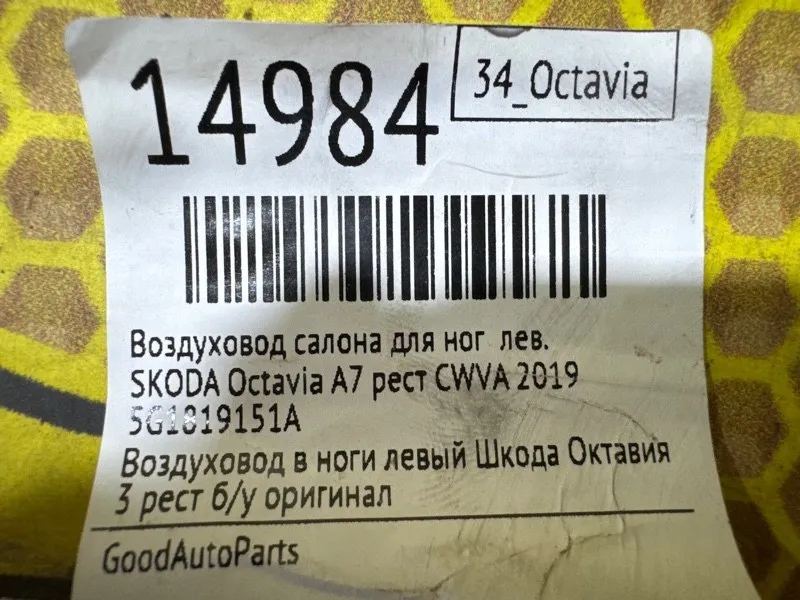 14984
34_Octavia
Воздуховод салона для ног лев.
SKODA Octavia A7 рест CWVA 2019
5G1819151A
Воздуховод в ноги левый Шкода Октавия
3 рест б/у оригинал
GoodAutoParts